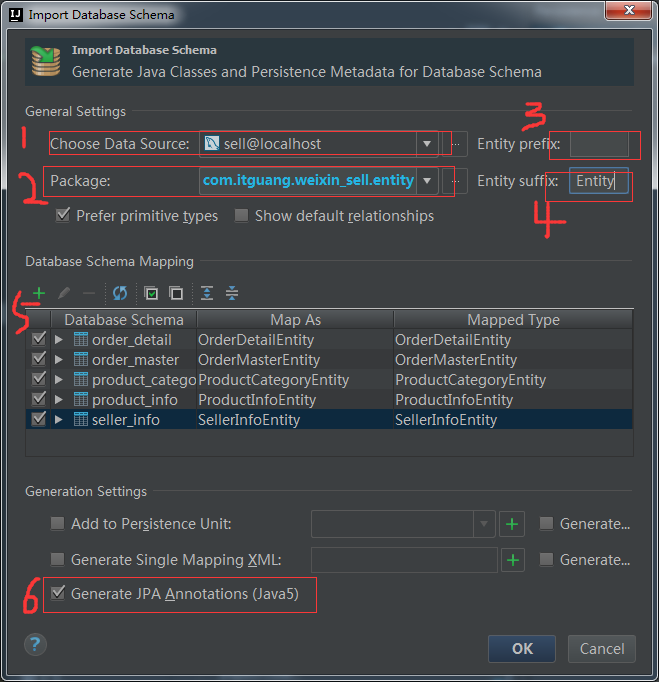 Import Database Schema
Import Database Schema
Generate Java Classes and Persistence Metadata for Database Schema
General Settings
1 Choose Data Source: sell@localhost ... Entity prefix: 3
2 Package: com.itguang.weixin_sell.entity ... Entity suffix: Entity 4
Prefer primitive types Show default relationships
Database Schema Mapping
5
Database Schema Map As Mapped Type
order_detail OrderDetailEntity OrderDetailEntity
order_master OrderMasterEntity OrderMasterEntity
product_catego ProductCategoryEntity ProductCategoryEntity
product_info ProductInfoEntity ProductInfoEntity
seller_info SellerInfoEntity SellerInfoEntity
Generation Settings
Add to Persistence Unit: Generate...
Generate Single Mapping XML: Generate...
6 Generate JPA Annotations (Java5)
? OK Cancel